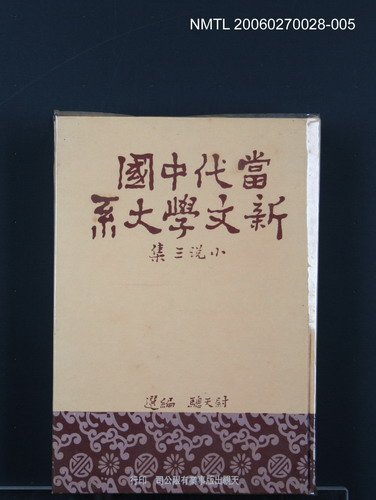 NMTL 20060270028-005
當代中國
新文學大系
小說三集
尉天驄 編選
天視出版事業有限公司 印行